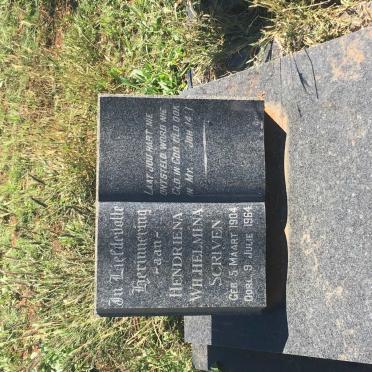 In Liefdevolle
Herinnering
-aan-
HENDRIENA
WILHELMINA
SCRIVEN
GEB. 5 MAART 1904
OORL. 9 JULIE 1964
LAAT JOU HART NIE
ONTSTELD WORD NIE
GLO IN GOD GLO OOK
IN MY. JOH 14:1